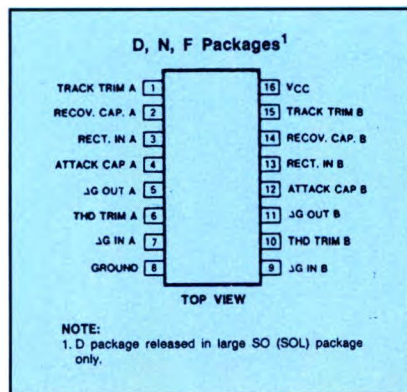 D, N, F Packages1
TRACK TRIM A 1
RECOV. CAP. A 2
RECT. IN A 3
ATTACK CAP A 4
ΔG OUT A 5
THD TRIM A 6
ΔG IN A 7
GROUND 8
16 VCC
15 TRACK TRIM B
14 RECOV. CAP. B
13 RECT. IN B
12 ATTACK CAP B
11 ΔG OUT B
10 THD TRIM B
9 ΔG IN B
TOP VIEW
NOTE:
1. D package released in large SO (SOL) package
only.